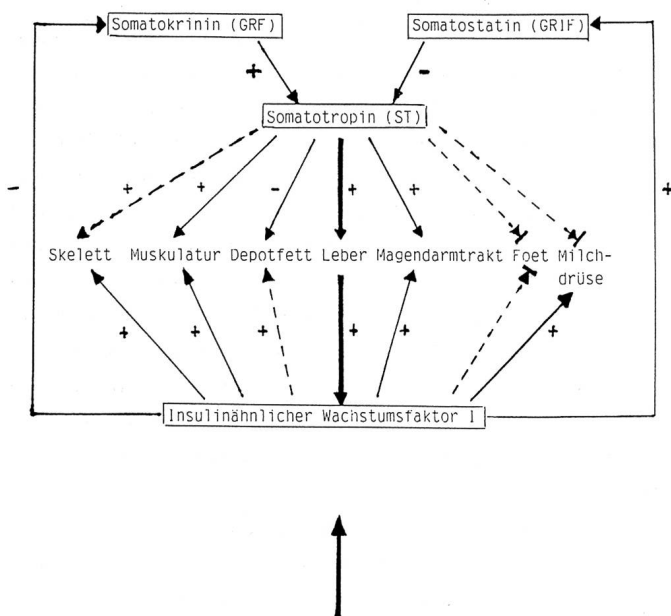 Somatokrinin (GRF) Somatostatin (GRIF)
+ -
Somatotropin (ST)
- + + - + + +
Skelett Muskulatur Depotfett Leber Magendarmtrakt Foet Milch-
drüse
+ + + + + +
Insulinähnlicher Wachstumsfaktor I